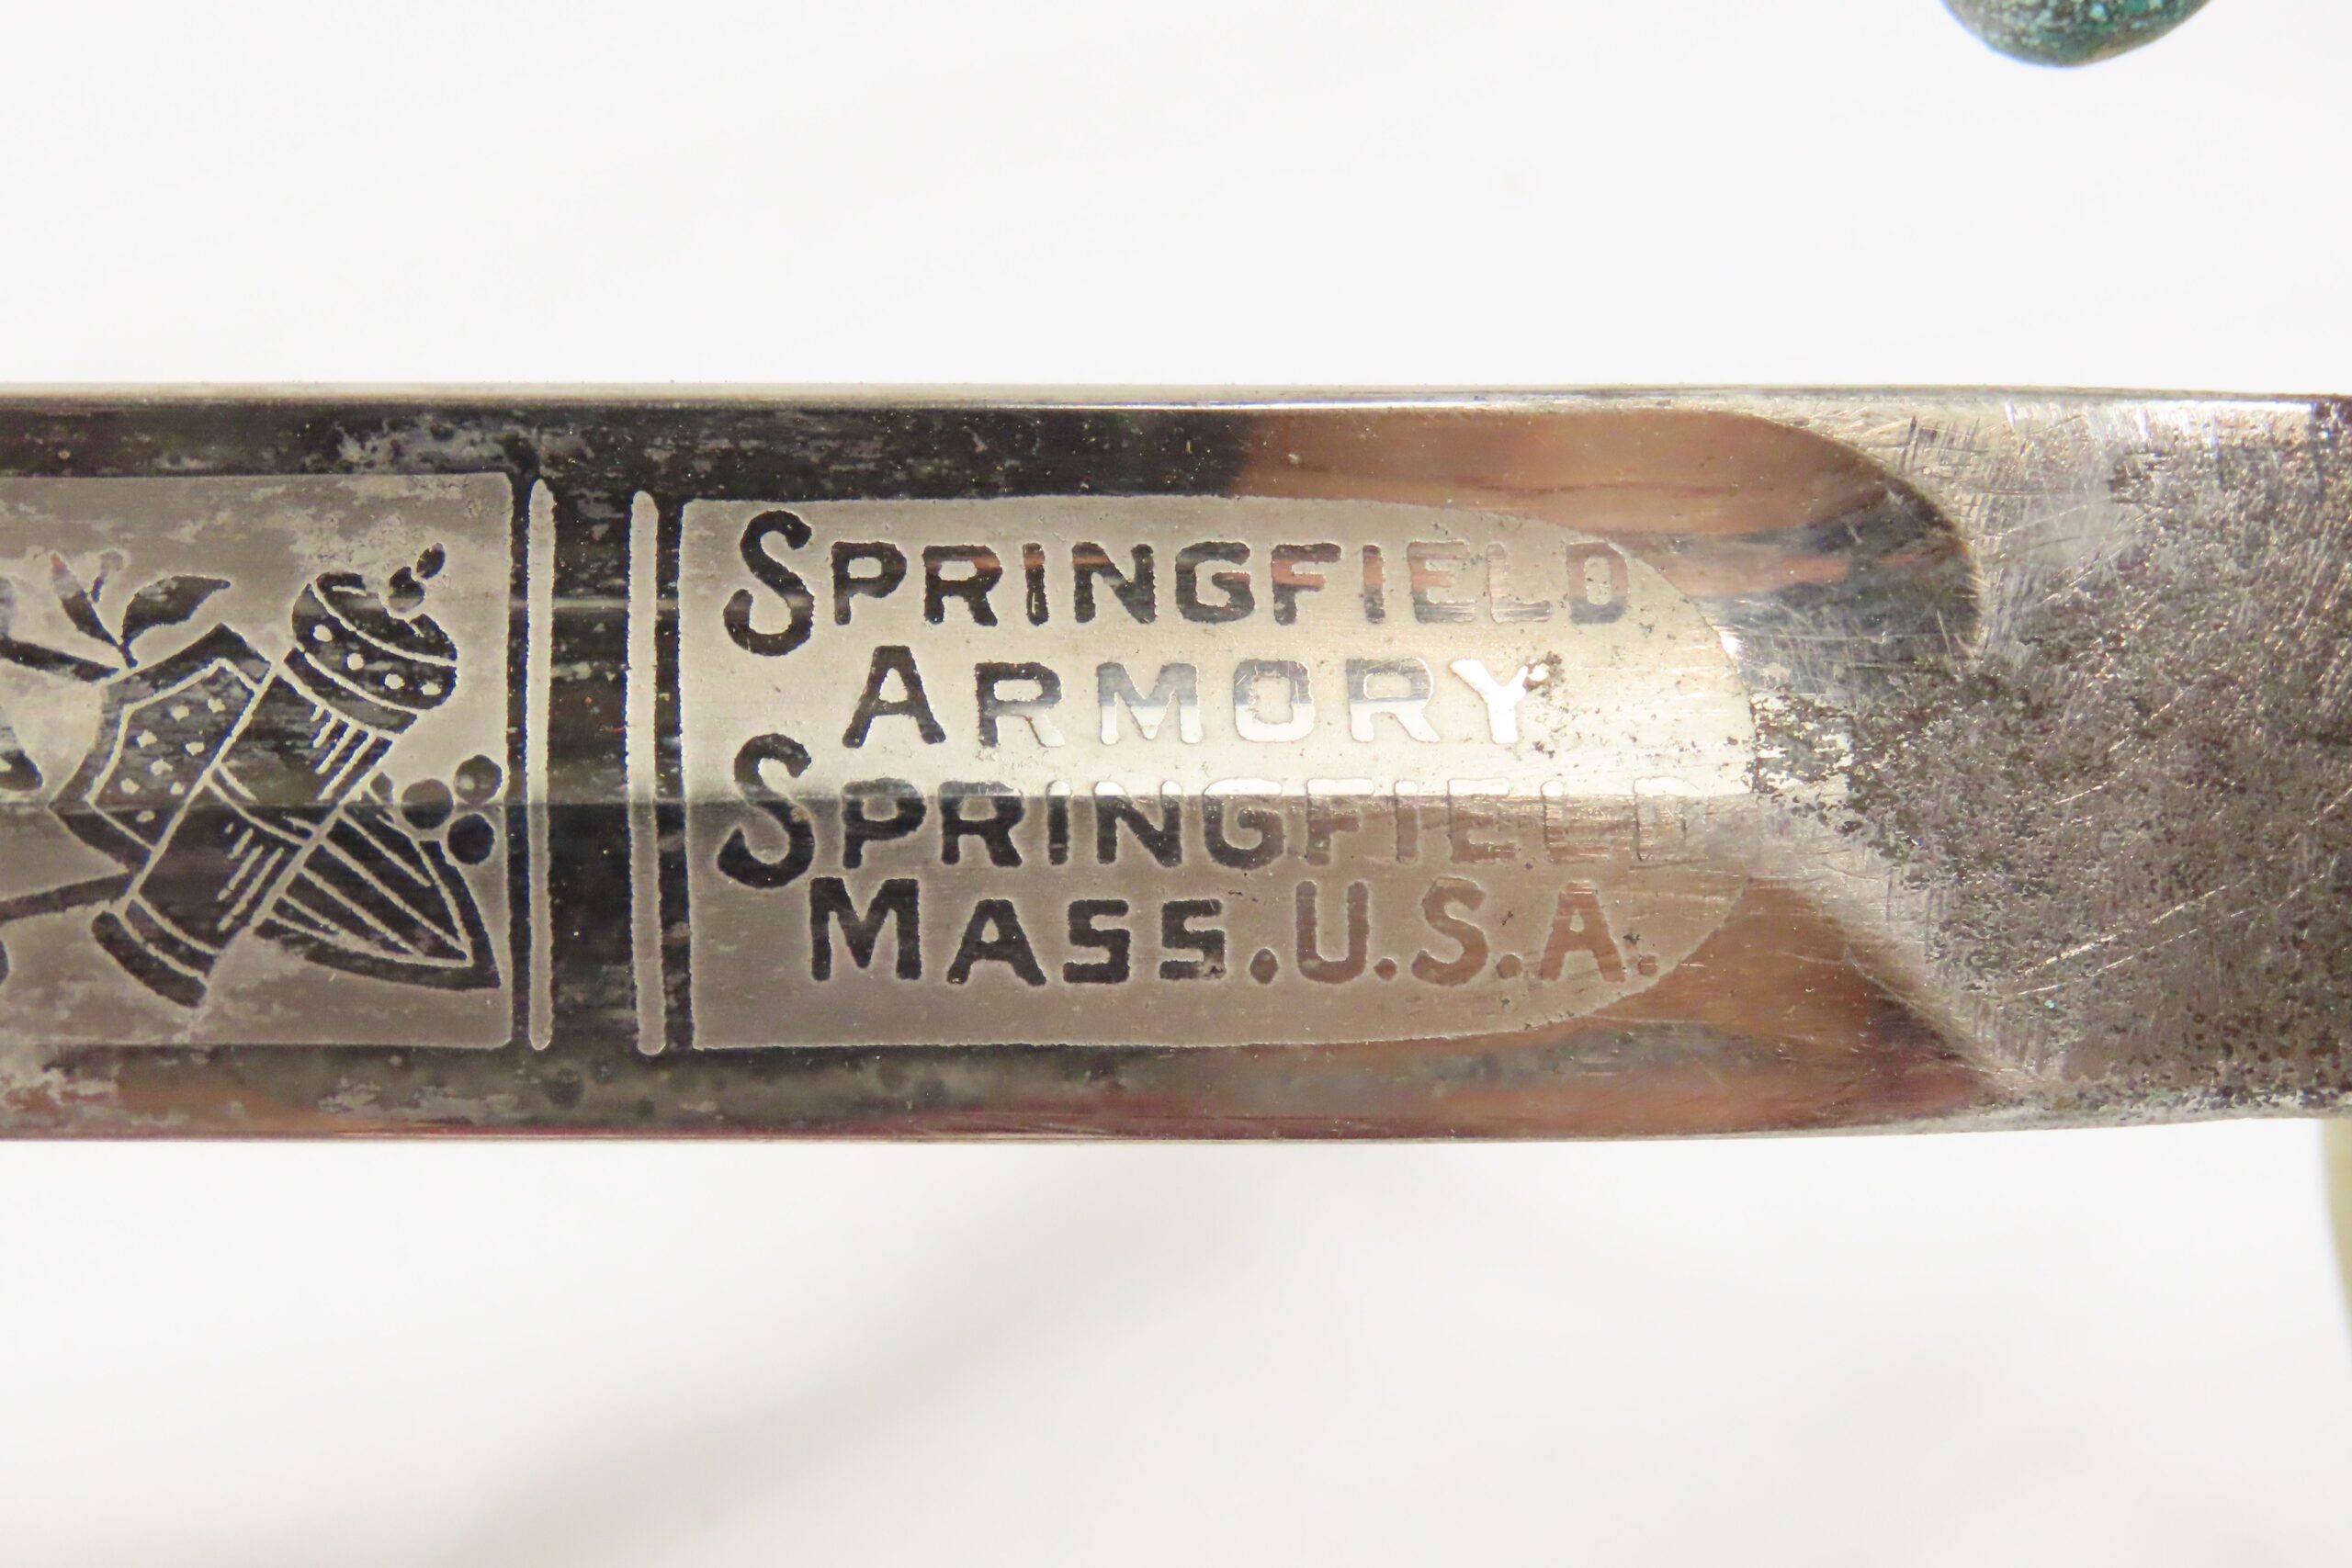 SPRINGFIELD
ARMORY
SPRINGFIELD
MASS. U.S.A.